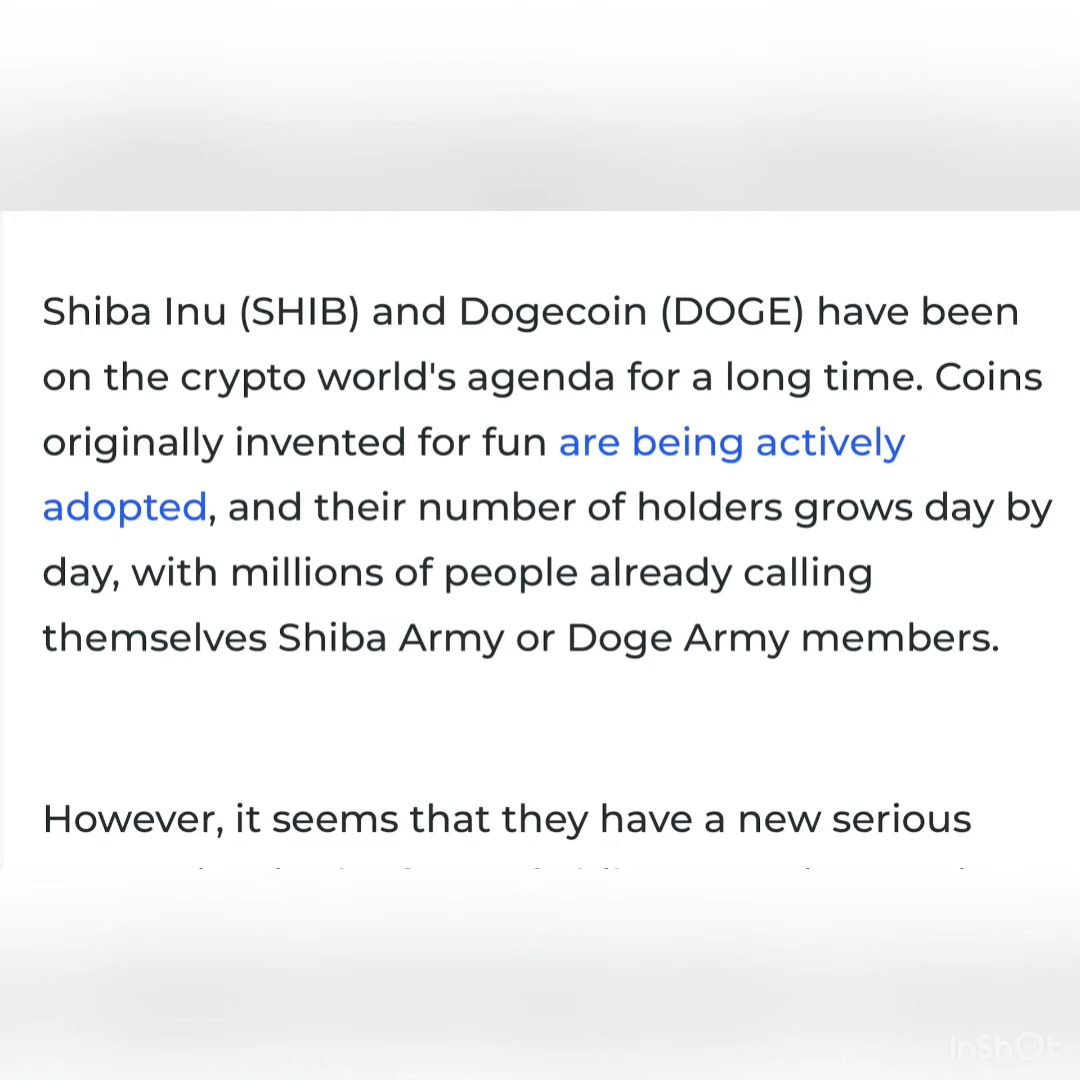 Shiba Inu (SHIB) and Dogecoin (DOGE) have been
on the crypto world's agenda for a long time. Coins
originally invented for fun are being actively
adopted, and their number of holders grows day by
day, with millions of people already calling
themselves Shiba Army or Doge Army members.
However, it seems that they have a new serious
InShOt